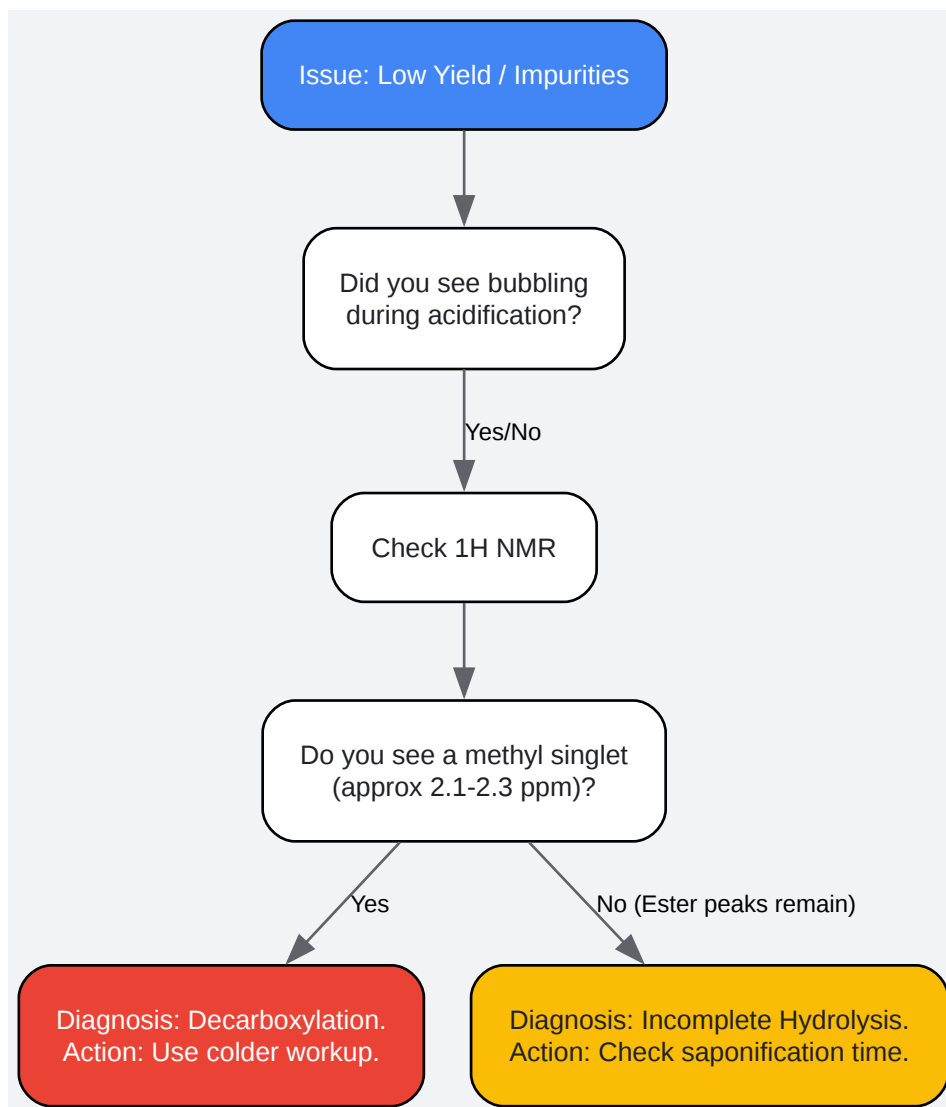 Issue: Low Yield / Impurities
Did you see bubbling
during acidification?
Yes/No
Check 1H NMR
Do you see a methyl singlet
(approx 2.1-2.3 ppm)?
Yes
No (Ester peaks remain)
Diagnosis: Decarboxylation.
Action: Use colder workup.
Diagnosis: Incomplete Hydrolysis.
Action: Check saponification time.